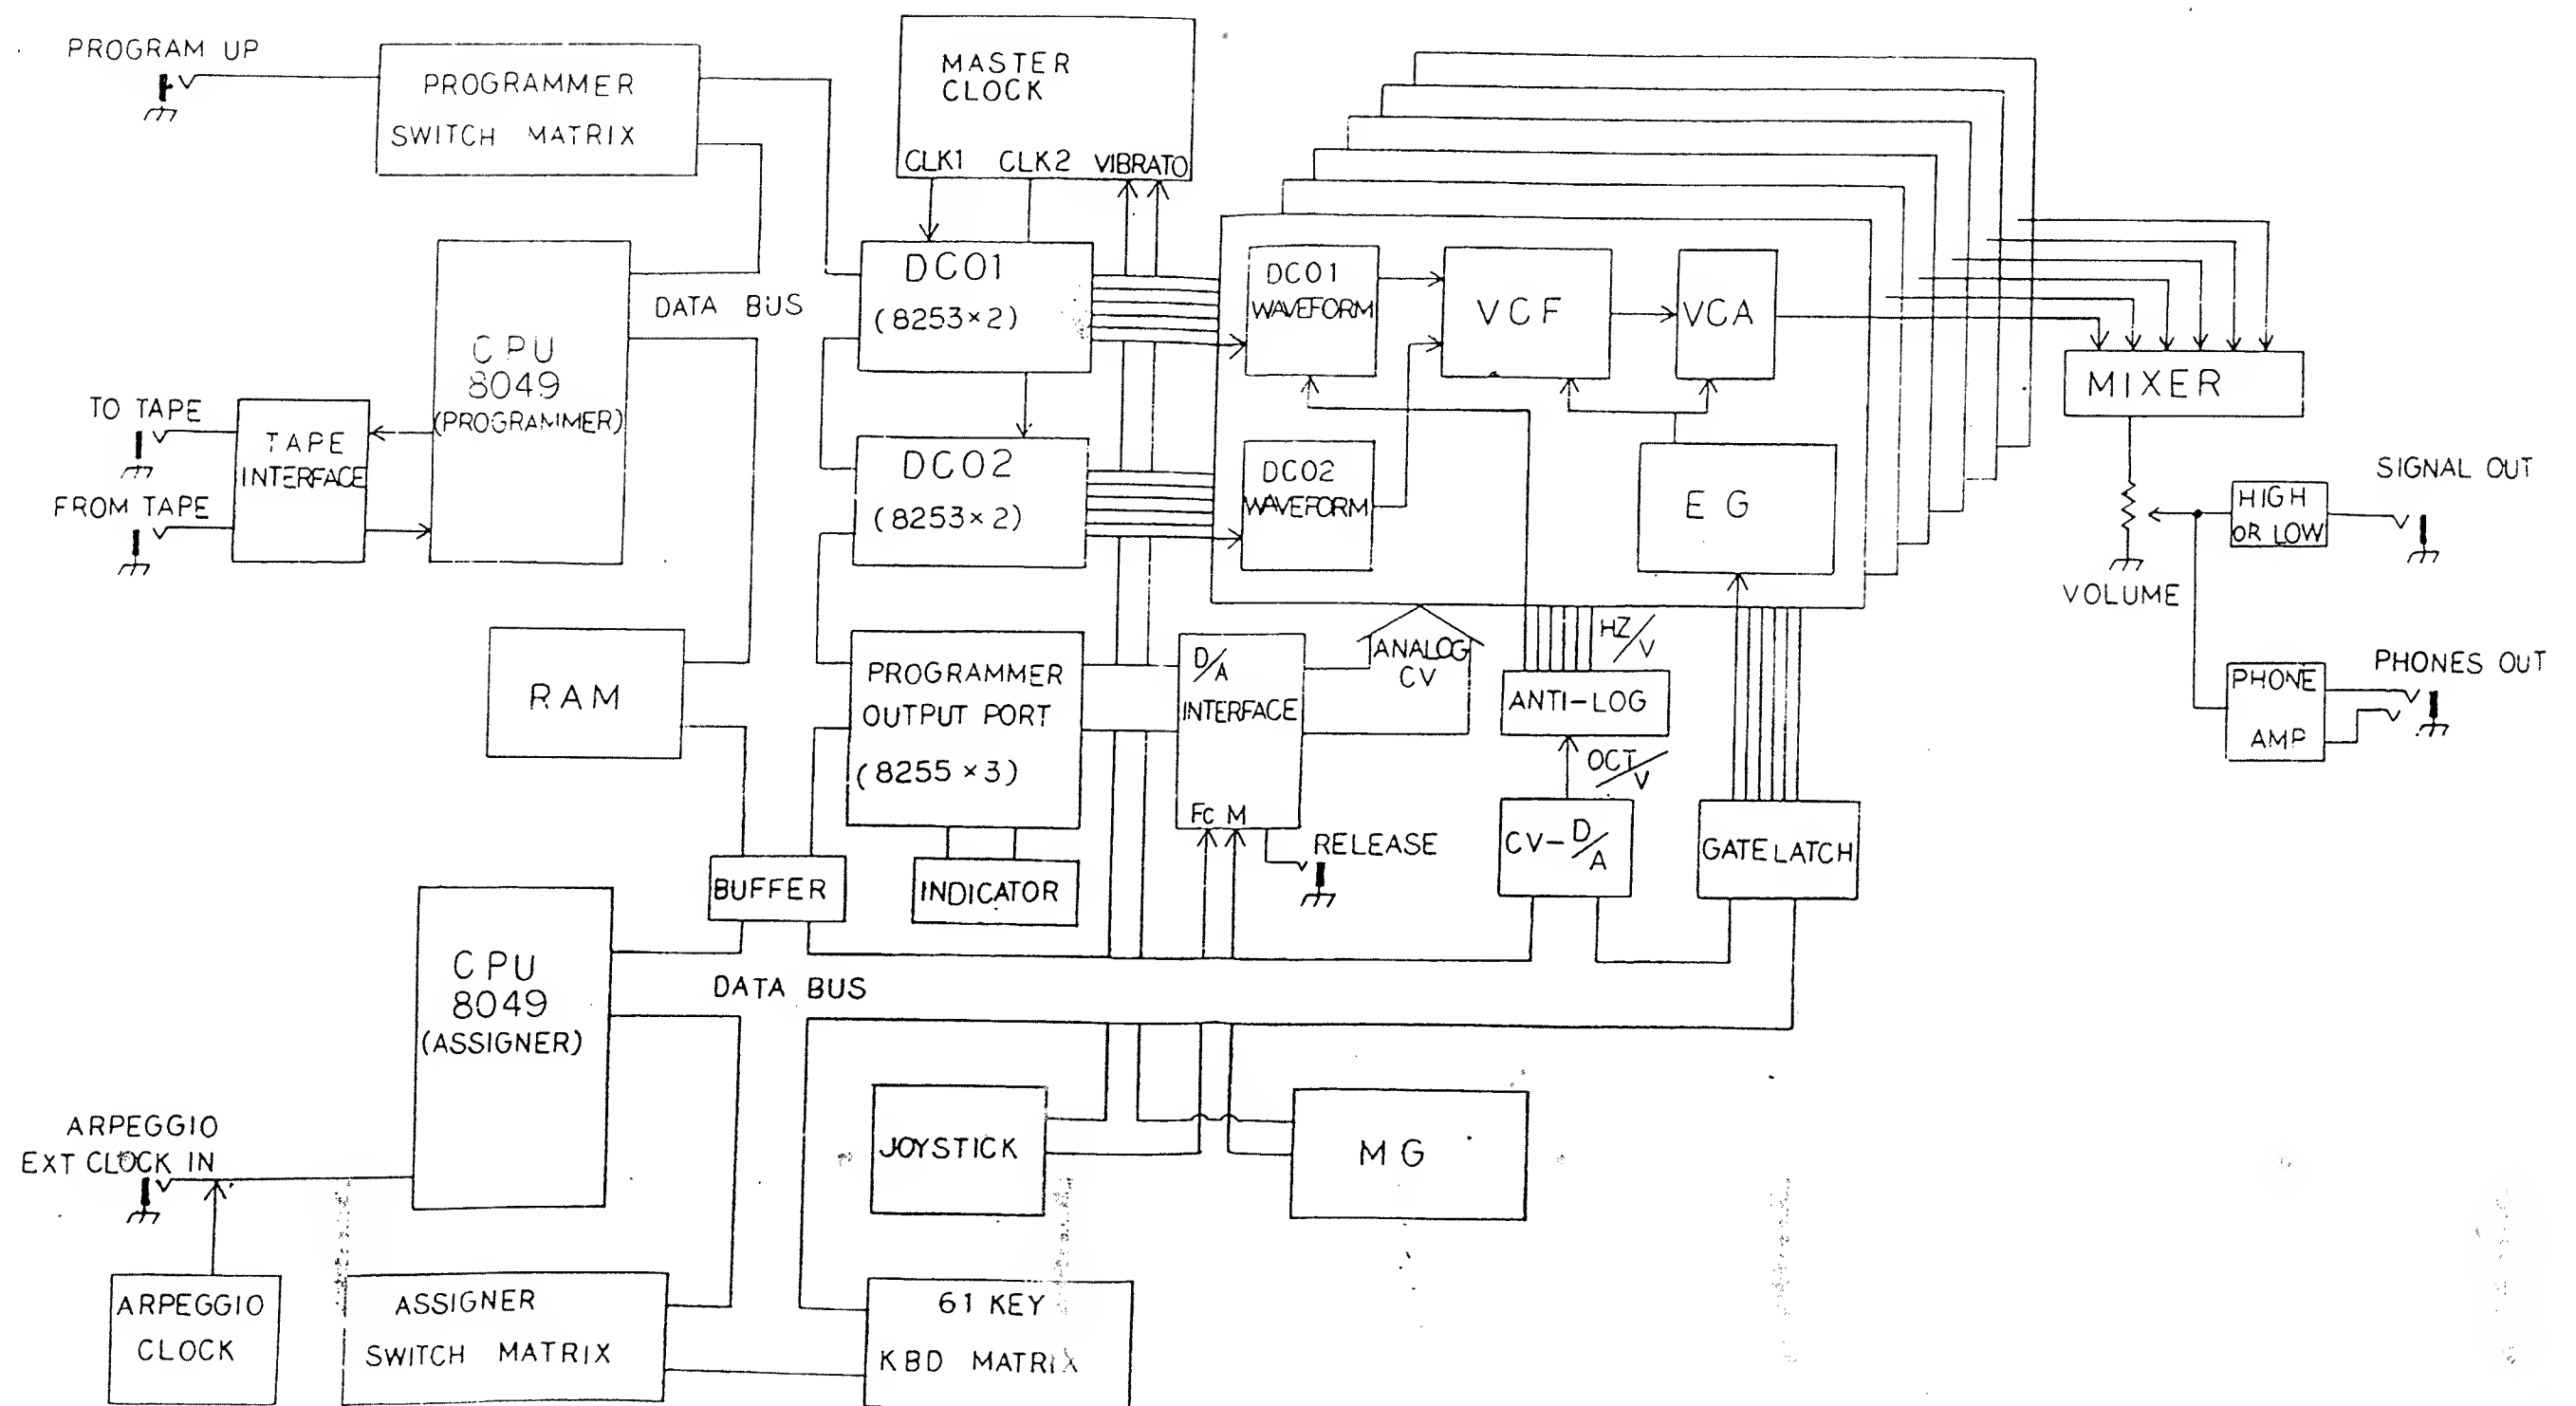 PROGRAM UP
PROGRAMMER
SWITCH MATRIX
MASTER
CLOCK
CLK1 CLK2 VIBRATO
DATA BUS
CPU
8049
(PROGRAMMER)
TO TAPE
FROM TAPE
TAPE
INTERFACE
DCO1
(8253×2)
DCO2
(8253×2)
DCO1
WAVEFORM
DCO2
WAVEFORM
VCF
VCA
EG
MIXER
VOLUME
HIGH
OR LOW
SIGNAL OUT
PHONE
AMP
PHONES OUT
RAM
PROGRAMMER
OUTPUT PORT
(8255×3)
D/A
INTERFACE
Fc M
ANALOG
CV
HZ/V
ANTI-LOG
OCT/V
CV-D/A
GATE LATCH
RELEASE
BUFFER
INDICATOR
CPU
8049
(ASSIGNER)
DATA BUS
ARPEGGIO
EXT CLOCK IN
JOYSTICK
MG
ARPEGGIO
CLOCK
ASSIGNER
SWITCH MATRIX
61 KEY
KBD MATRIX